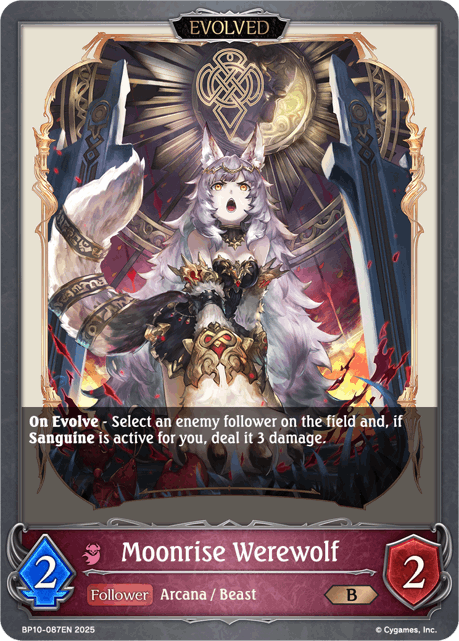 EVOLVED
On Evolve - Select an enemy follower on the field and, if
Sanguine is active for you, deal it 3 damage.
Moonrise Werewolf
2
Follower Arcana / Beast B
2
BP10-087EN 2025 © Cygames, Inc.